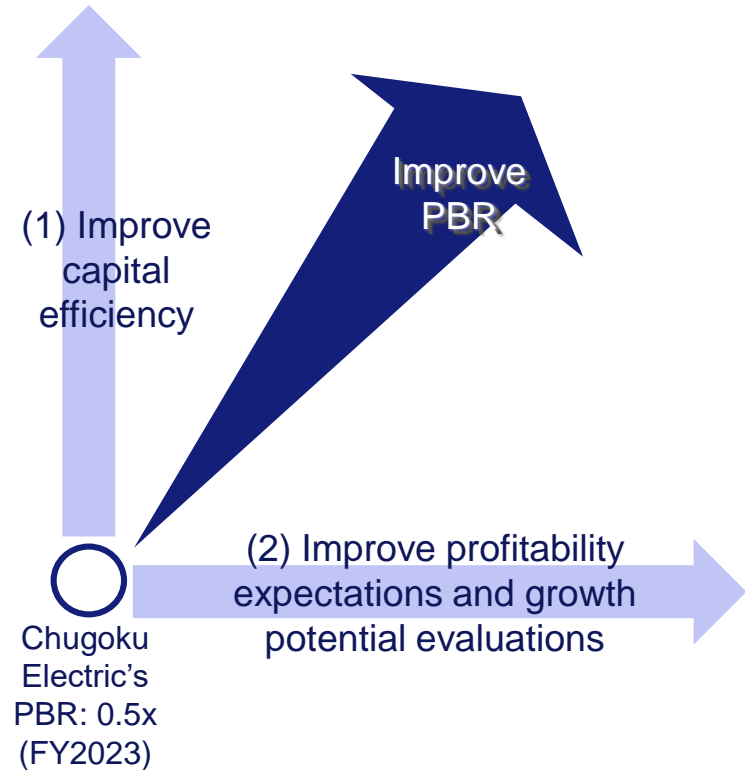 Improve
PBR
(1) Improve
capital
efficiency
(2) Improve profitability
expectations and growth
potential evaluations
Chugoku
Electric’s
PBR: 0.5x
(FY2023)